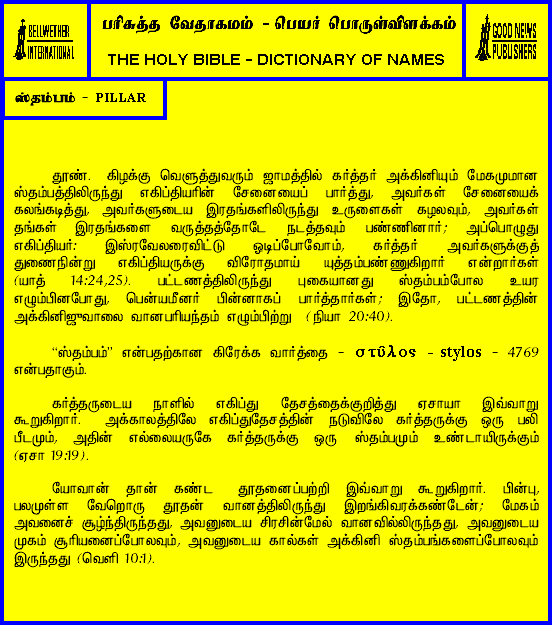 BELLWETHER
INTERNATIONAL
பரிசுத்த வேதாகமம் - பெயர் பொருள்விளக்கம்
THE HOLY BIBLE - DICTIONARY OF NAMES
GOOD NEWS
PUBLISHERS
ஸ்தம்பம் - PILLAR
தூண். கிழக்கு வெளுத்துவரும் ஜாமத்தில் கர்த்தர் அக்கினியும் மேகமுமான
ஸ்தம்பத்திலிருந்து எகிப்தியரின் சேனையைப் பார்த்து, அவர்கள் சேனையைக்
கலங்கடித்து, அவர்களுடைய இரதங்களிலிருந்து உருளைகள் கழலவும், அவர்கள்
தங்கள் இரதங்களை வருத்தத்தோடே நடத்தவும் பண்ணினார்; அப்பொழுது
எகிப்தியர்: இஸ்ரவேலரைவிட்டு ஓடிப்போவோம், கர்த்தர் அவர்களுக்குத்
துணைநின்று எகிப்தியருக்கு விரோதமாய் யுத்தம்பண்ணுகிறார் என்றார்கள்
(யாத் 14:24,25). பட்டணத்திலிருந்து புகையானது ஸ்தம்பம்போல உயர
எழும்பினபோது, பென்யமீனர் பின்னாகப் பார்த்தார்கள்; இதோ, பட்டணத்தின்
அக்கினிஜுவாலை வானபரியந்தம் எழும்பிற்று (நியா 20:40).
“ஸ்தம்பம்” என்பதற்கான கிரேக்க வார்த்தை - στῦλος - stylos - 4769
என்பதாகும்.
கர்த்தருடைய நாளில் எகிப்து தேசத்தைக்குறித்து ஏசாயா இவ்வாறு
கூறுகிறார். அக்காலத்திலே எகிப்துதேசத்தின் நடுவிலே கர்த்தருக்கு ஒரு பலி
பீடமும், அதின் எல்லையருகே கர்த்தருக்கு ஒரு ஸ்தம்பமும் உண்டாயிருக்கும்
(ஏசா 19:19).
யோவான் தான் கண்ட தூதனைப்பற்றி இவ்வாறு கூறுகிறார். பின்பு,
பலமுள்ள வேறொரு தூதன் வானத்திலிருந்து இறங்கிவரக்கண்டேன்; மேகம்
அவனைச் சூழ்ந்திருந்தது, அவனுடைய சிரசின்மேல் வானவில்லிருந்தது, அவனுடைய
முகம் சூரியனைப்போலவும், அவனுடைய கால்கள் அக்கினி ஸ்தம்பங்களைப்போலவும்
இருந்தது (வெளி 10:1).